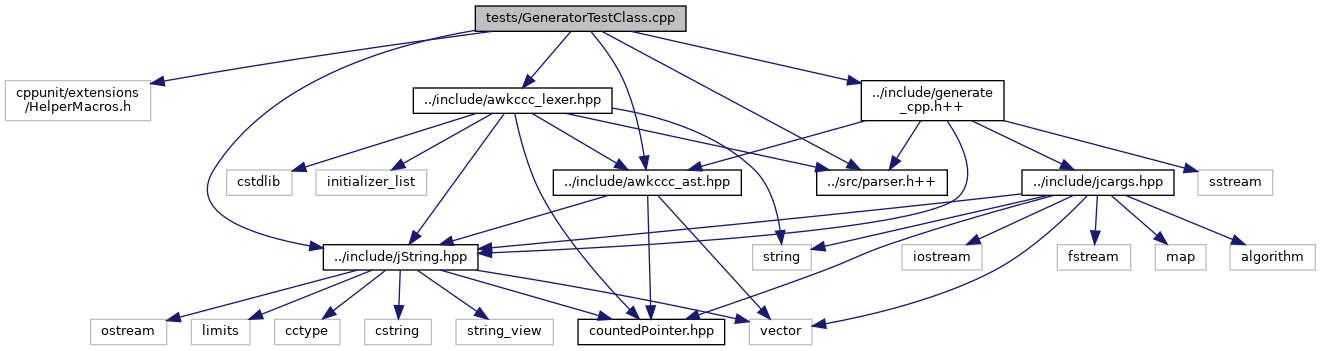 tests/GeneratorTestClass.cpp
cppunit/extensions
/HelperMacros.h
../include/awkccc_lexer.hpp
../include/generate
_cpp.h++
cstdlib
initializer_list
../include/awkccc_ast.hpp
../src/parser.h++
../include/jcargs.hpp
sstream
../include/jString.hpp
string
iostream
fstream
map
algorithm
ostream
limits
cctype
cstring
string_view
countedPointer.hpp
vector